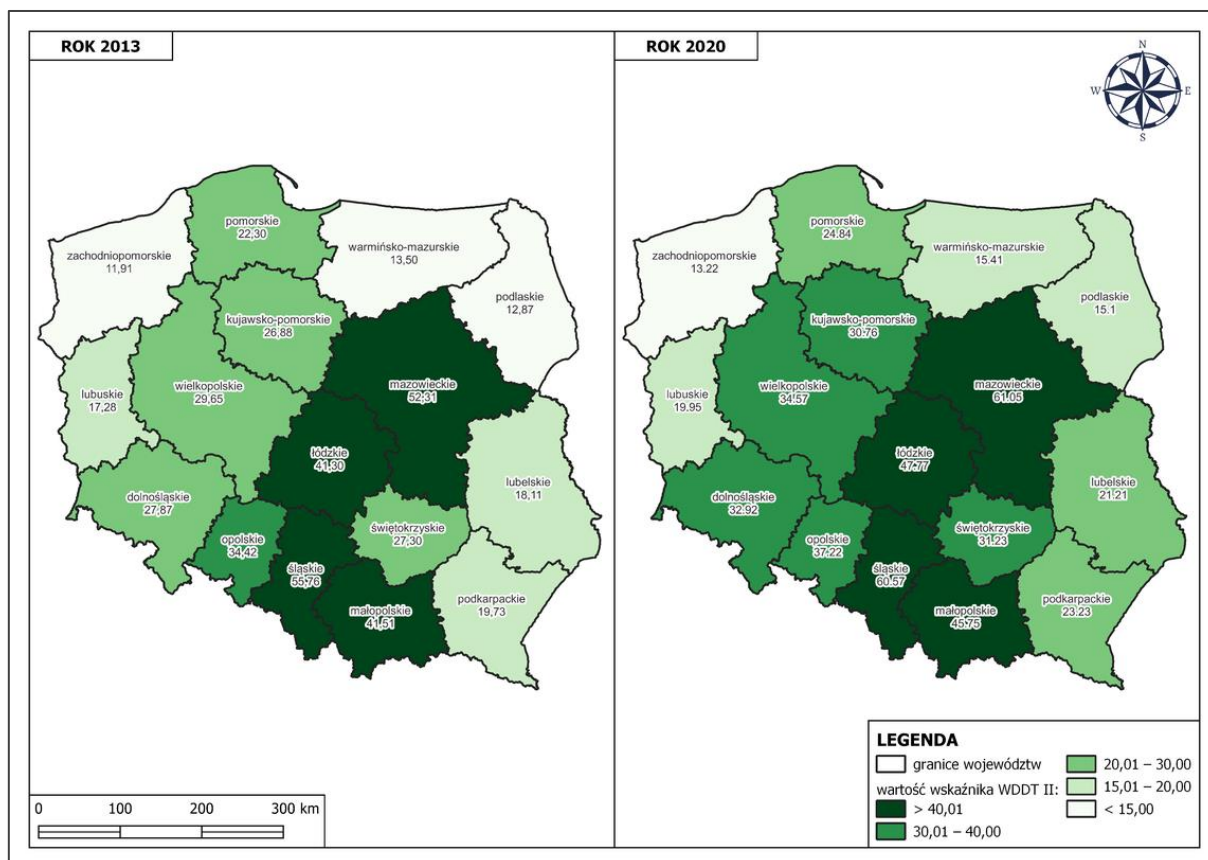 ROK 2013
pomorskie
22,30
zachodniopomorskie
11,91
warmińsko-mazurskie
13,50
podlaskie
12,87
kujawsko-pomorskie
26,88
lubuskie
17,28
wielkopolskie
29,65
mazowieckie
52,31
łódzkie
41,30
lubelskie
18,11
dolnośląskie
27,87
opolskie
34,42
świętokrzyskie
27,30
śląskie
55,76
małopolskie
41,51
podkarpackie
19,73
0 100 200 300 km
ROK 2020
N
W E
S
pomorskie
24.84
zachodniopomorskie
13.22
warmińsko-mazurskie
15.41
podlaskie
15.1
kujawsko-pomorskie
30.76
lubuskie
19.95
wielkopolskie
34.57
mazowieckie
61.05
łódzkie
47.77
lubelskie
21.21
dolnośląskie
32.92
opolskie
37.22
świętokrzyskie
31.23
śląskie
60.57
małopolskie
45.75
podkarpackie
23.23
LEGENDA
granice województw
wartość wskaźnika WDDT II:
> 40,01
30,01 – 40,00
20,01 – 30,00
15,01 – 20,00
< 15,00